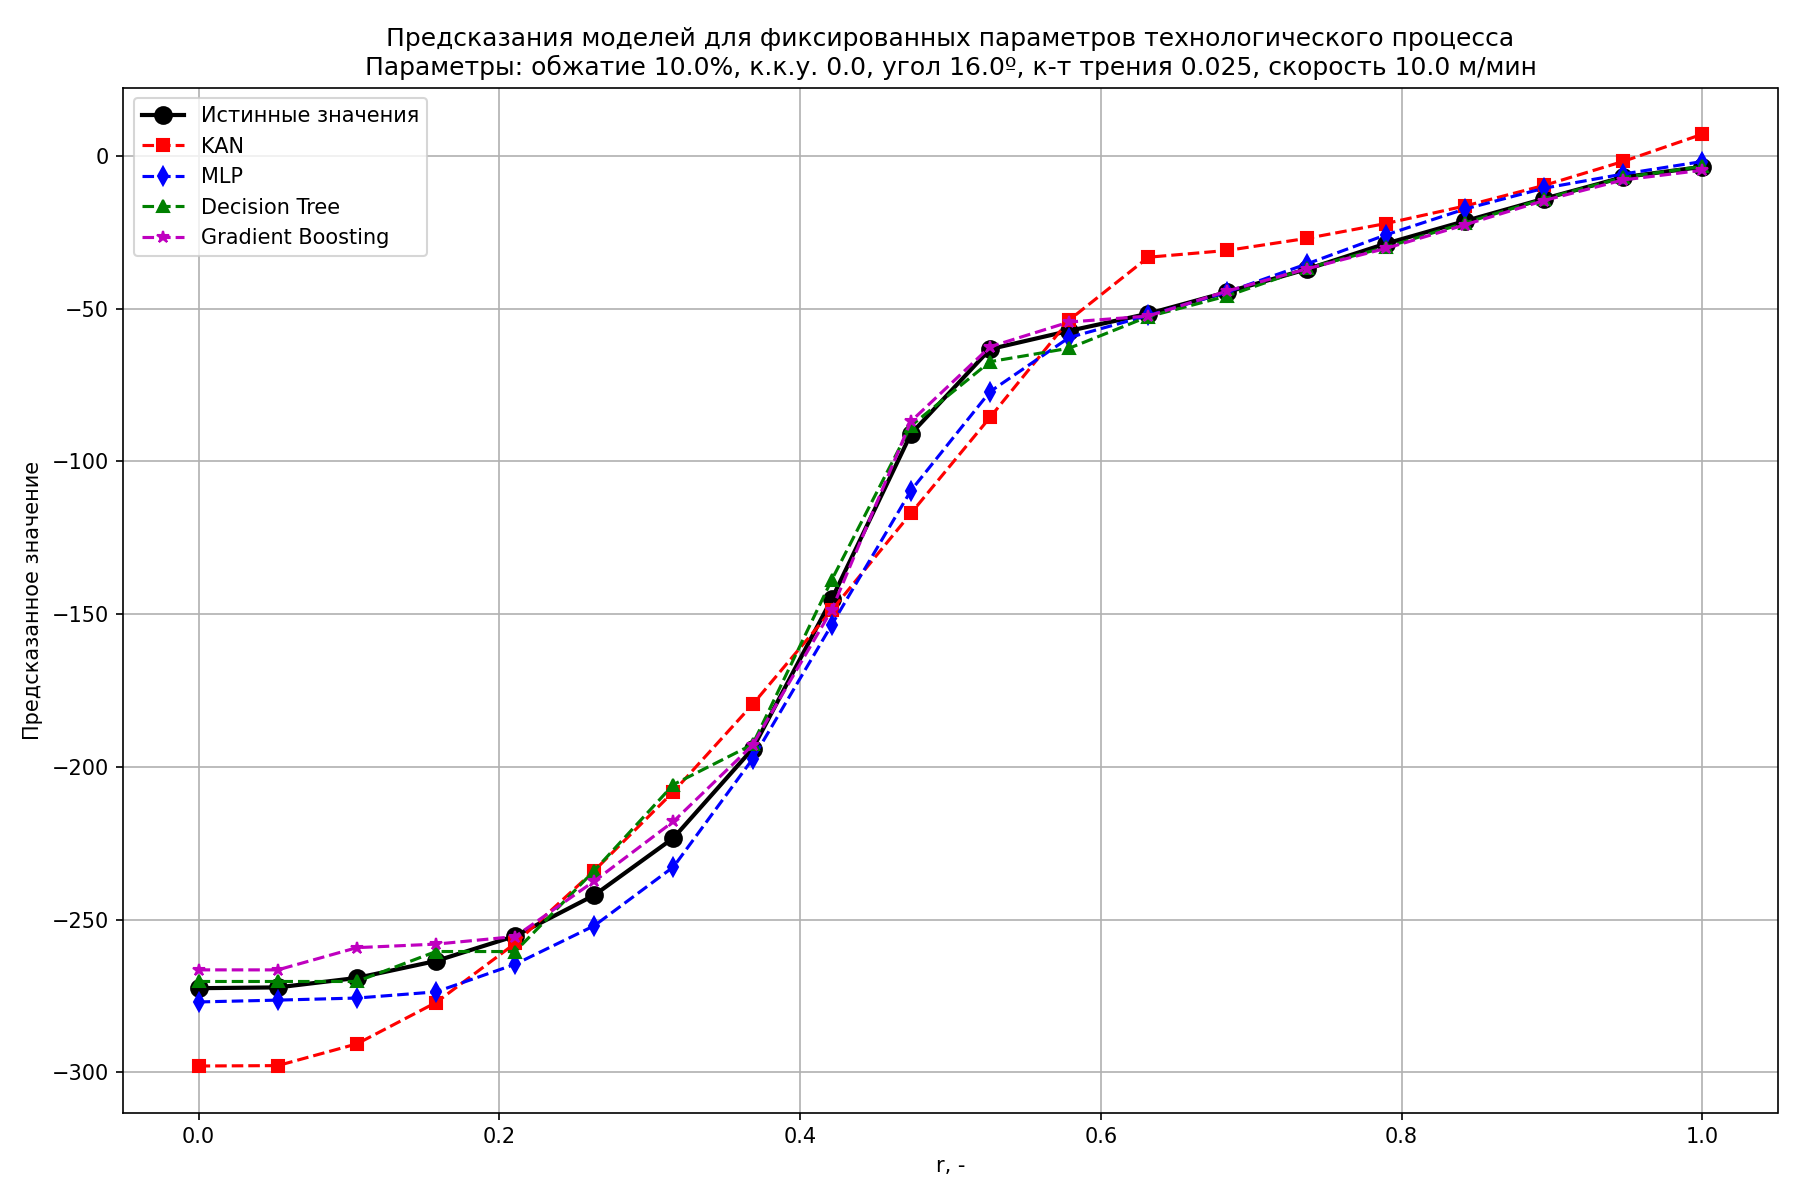 Предсказания моделей для фиксированных параметров технологического процесса
Параметры: обжатие 10.0%, к.к.у. 0.0, угол 16.0º, к-т трения 0.025, скорость 10.0 м/мин
Истинные значения
KAN
MLP
Decision Tree
Gradient Boosting
Предсказанное значение
0
−50
−100
−150
−200
−250
−300
0.0 0.2 0.4 0.6 0.8 1.0
r, -